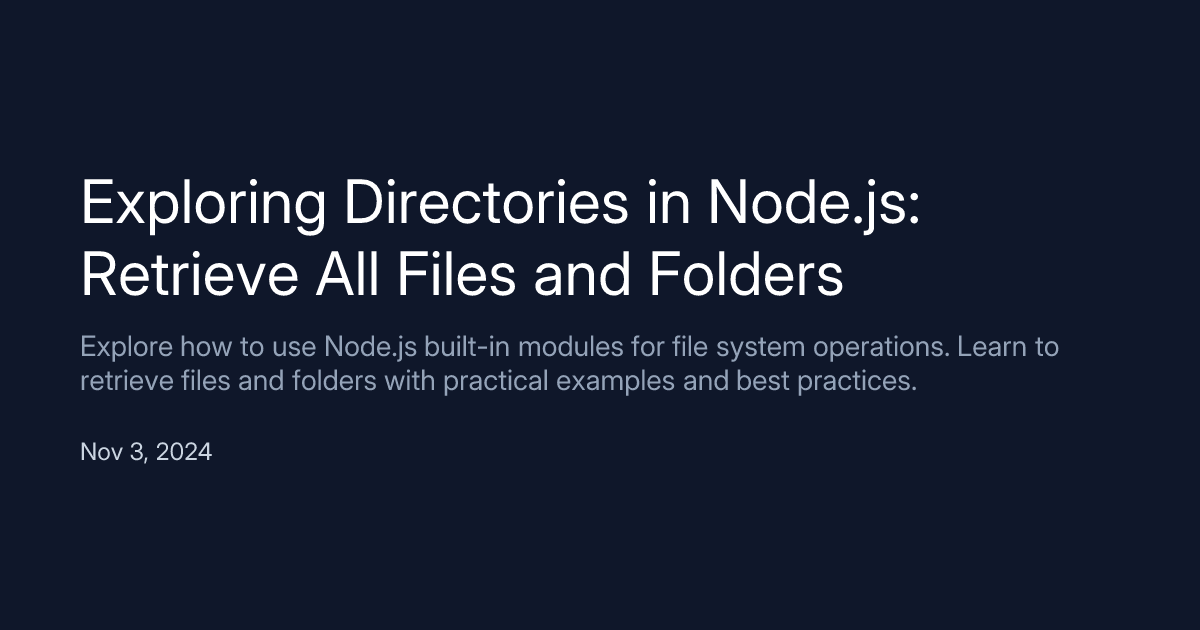 Exploring Directories in Node.js:
Retrieve All Files and Folders
Explore how to use Node.js built-in modules for file system operations. Learn to
retrieve files and folders with practical examples and best practices.
Nov 3, 2024